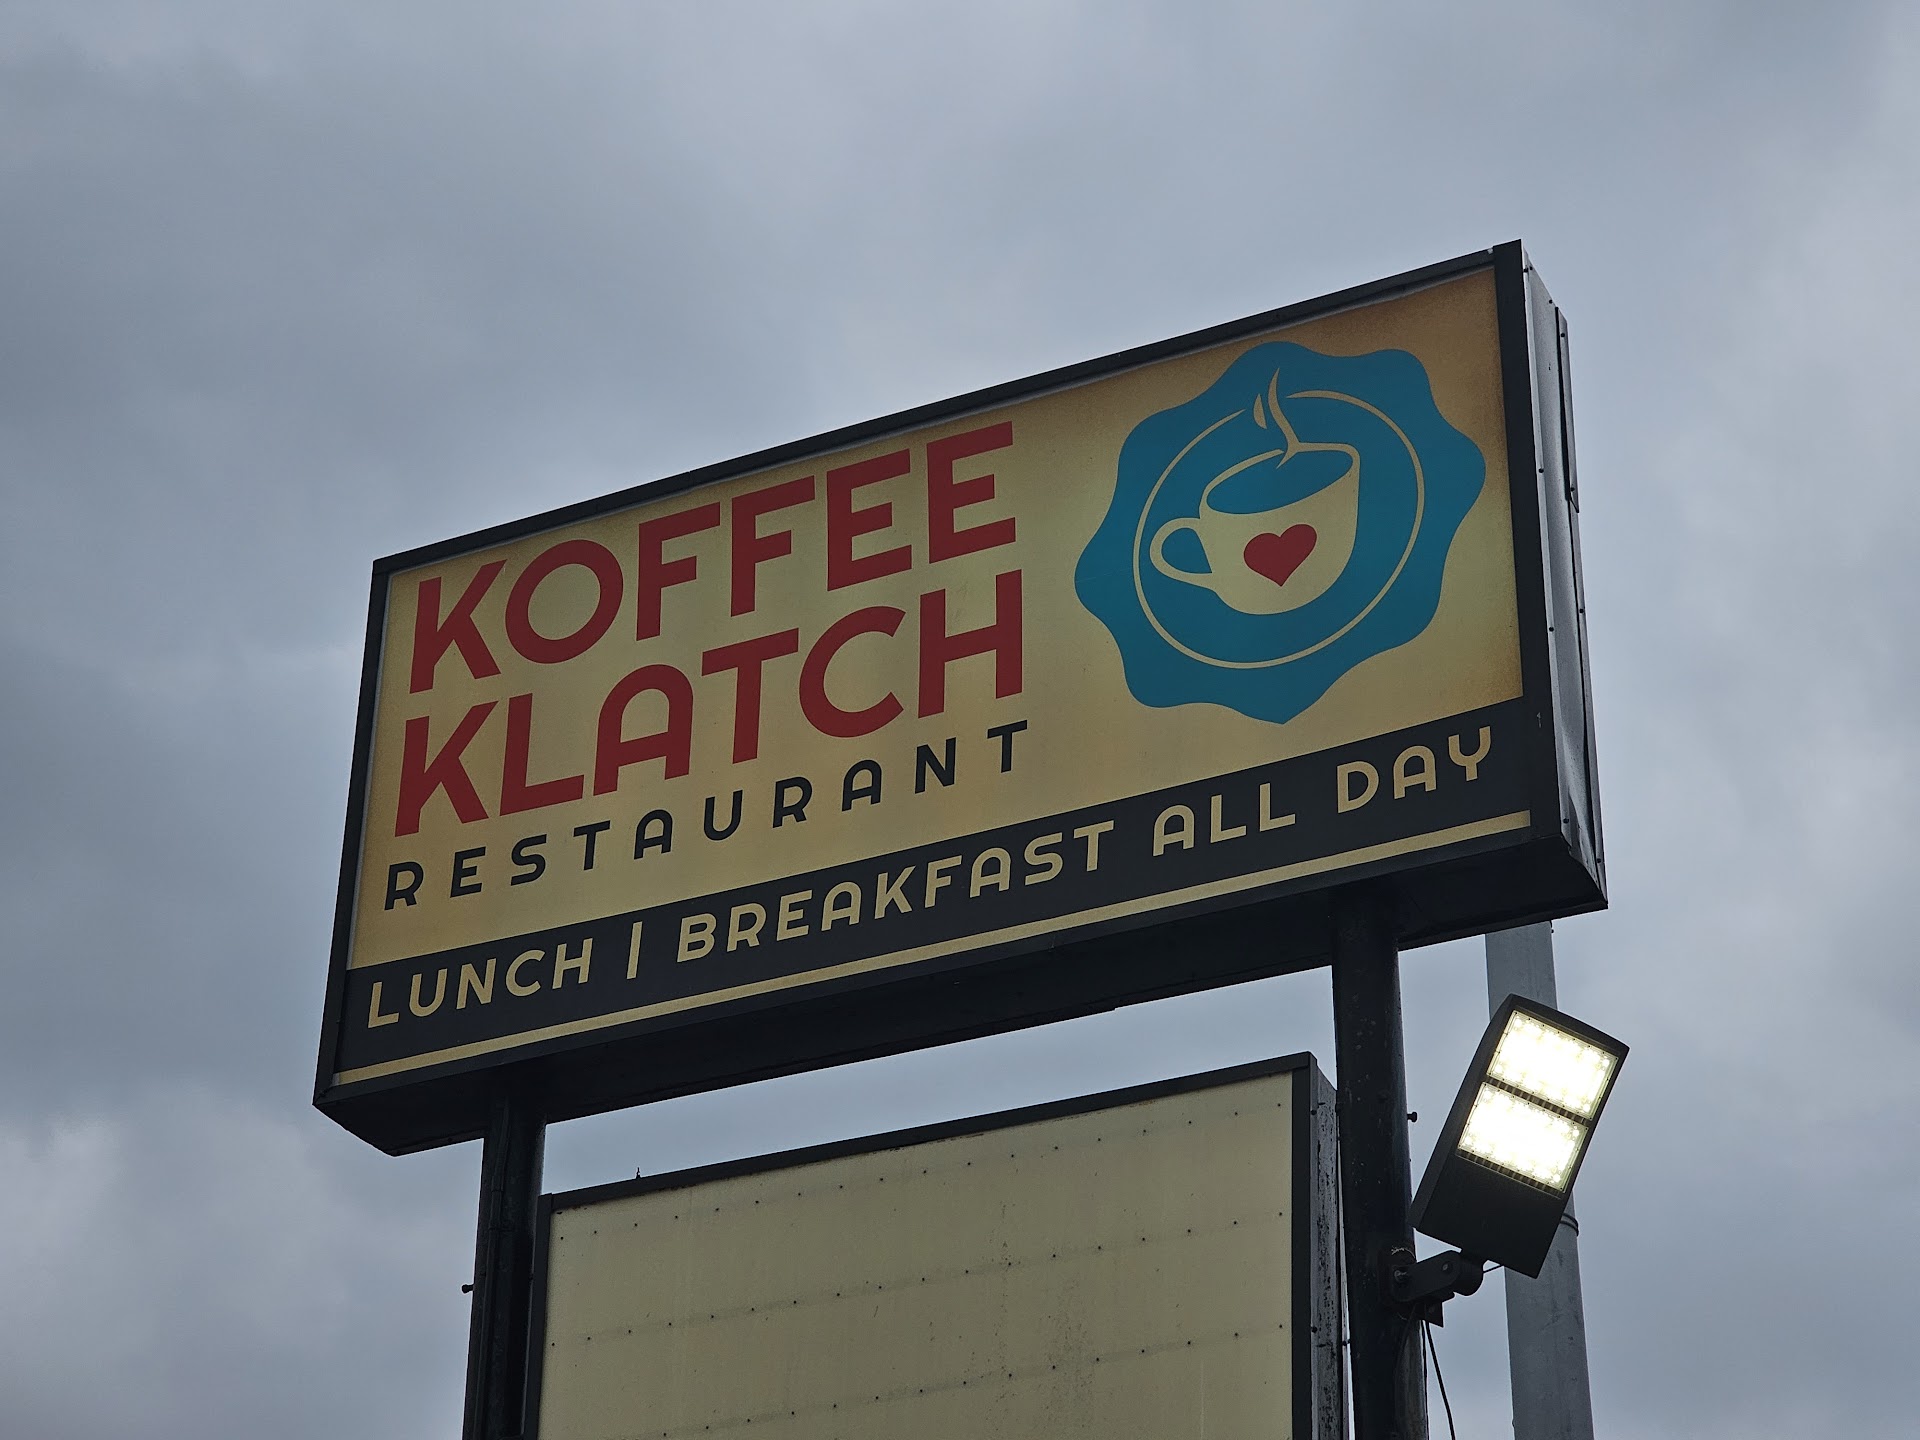 KOFFEE
KLATCH
RESTAURANT
LUNCH | BREAKFAST ALL DAY